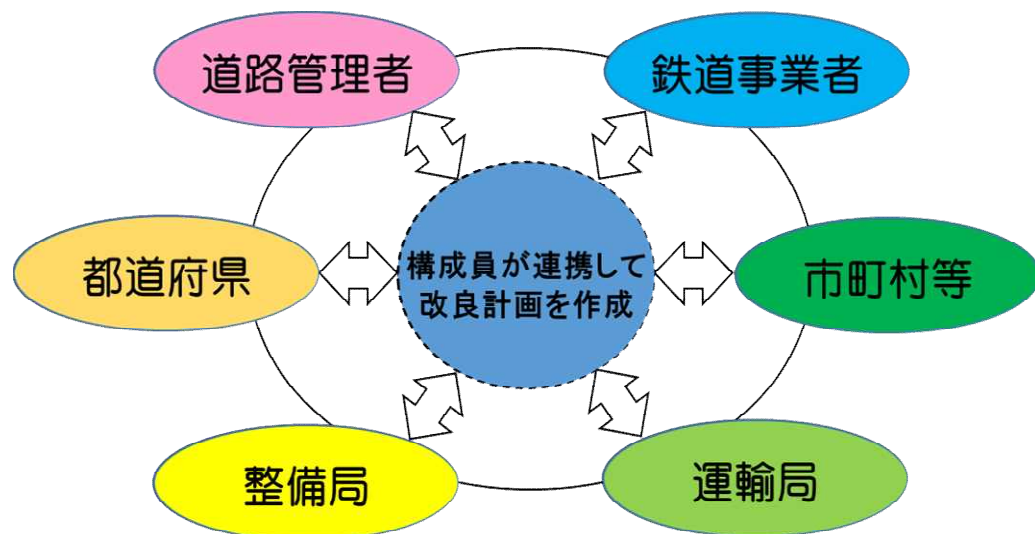 道路管理者
鉄道事業者
都道府県
構成員が連携して
改良計画を作成
市町村等
整備局
運輸局